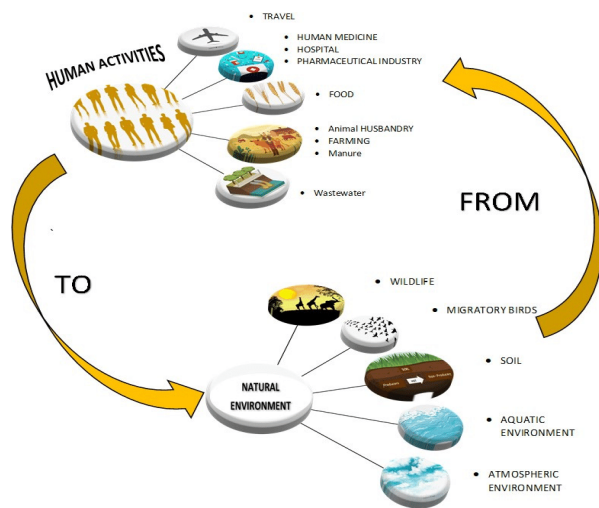 HUMAN ACTIVITIES
• TRAVEL
• HUMAN MEDICINE
• HOSPITAL
• PHARMACEUTICAL INDUSTRY
• FOOD
• Animal HUSBANDRY
• FARMING
• Manure
• Wastewater
FROM
TO
• WILDLIFE
• MIGRATORY BIRDS
NATURAL
ENVIRONMENT
• SOIL
• AQUATIC
ENVIRONMENT
• ATMOSPHERIC
ENVIRONMENT